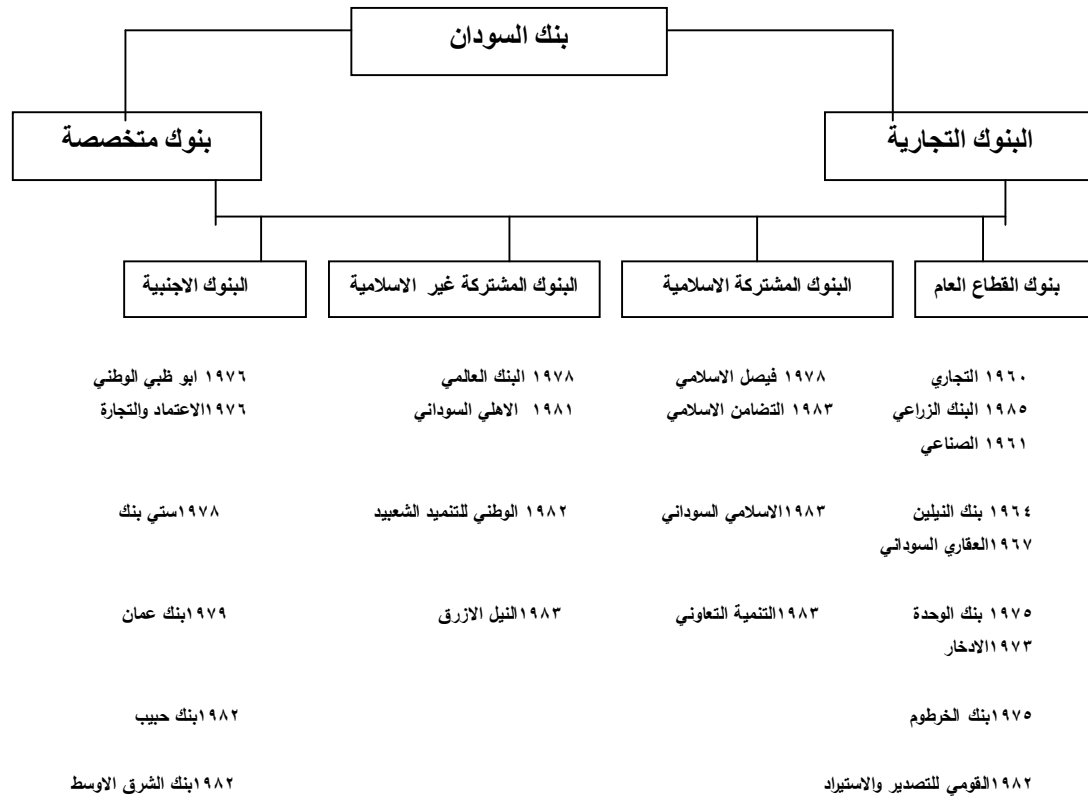 بنك السودان
البنوك التجارية
بنوك متخصصة
بنوك القطاع العام
البنوك المشتركة الاسلامية
البنوك المشتركة غير الاسلامية
البنوك الاجنبية
١٩٦٠ التجاري
١٩٨٥ البنك الزراعي
١٩٦١ الصناعي
١٩٦٤ بنك النيلين
١٩٦٧العقاري السوداني
١٩٧٥ بنك الوحدة
١٩٧٣الادخار
١٩٧٥بنك الخرطوم
١٩٨٢القومي للتصدير والاستيراد
١٩٧٨ فيصل الاسلامي
١٩٨٣ التضامن الاسلامي
١٩٨٣الاسلامي السوداني
١٩٨٣التنمية التعاوني
١٩٧٨ البنك العالمي
١٩٨١ الاهلي السوداني
١٩٨٢ الوطني للتنميد الشعبيد
١٩٨٣النيل الازرق
١٩٧٦ ابو ظبي الوطني
١٩٧٦الاعتماد والتجارة
١٩٧٨ستي بنك
١٩٧٩بنك عمان
١٩٨٢بنك حبيب
١٩٨٢بنك الشرق الاوسط